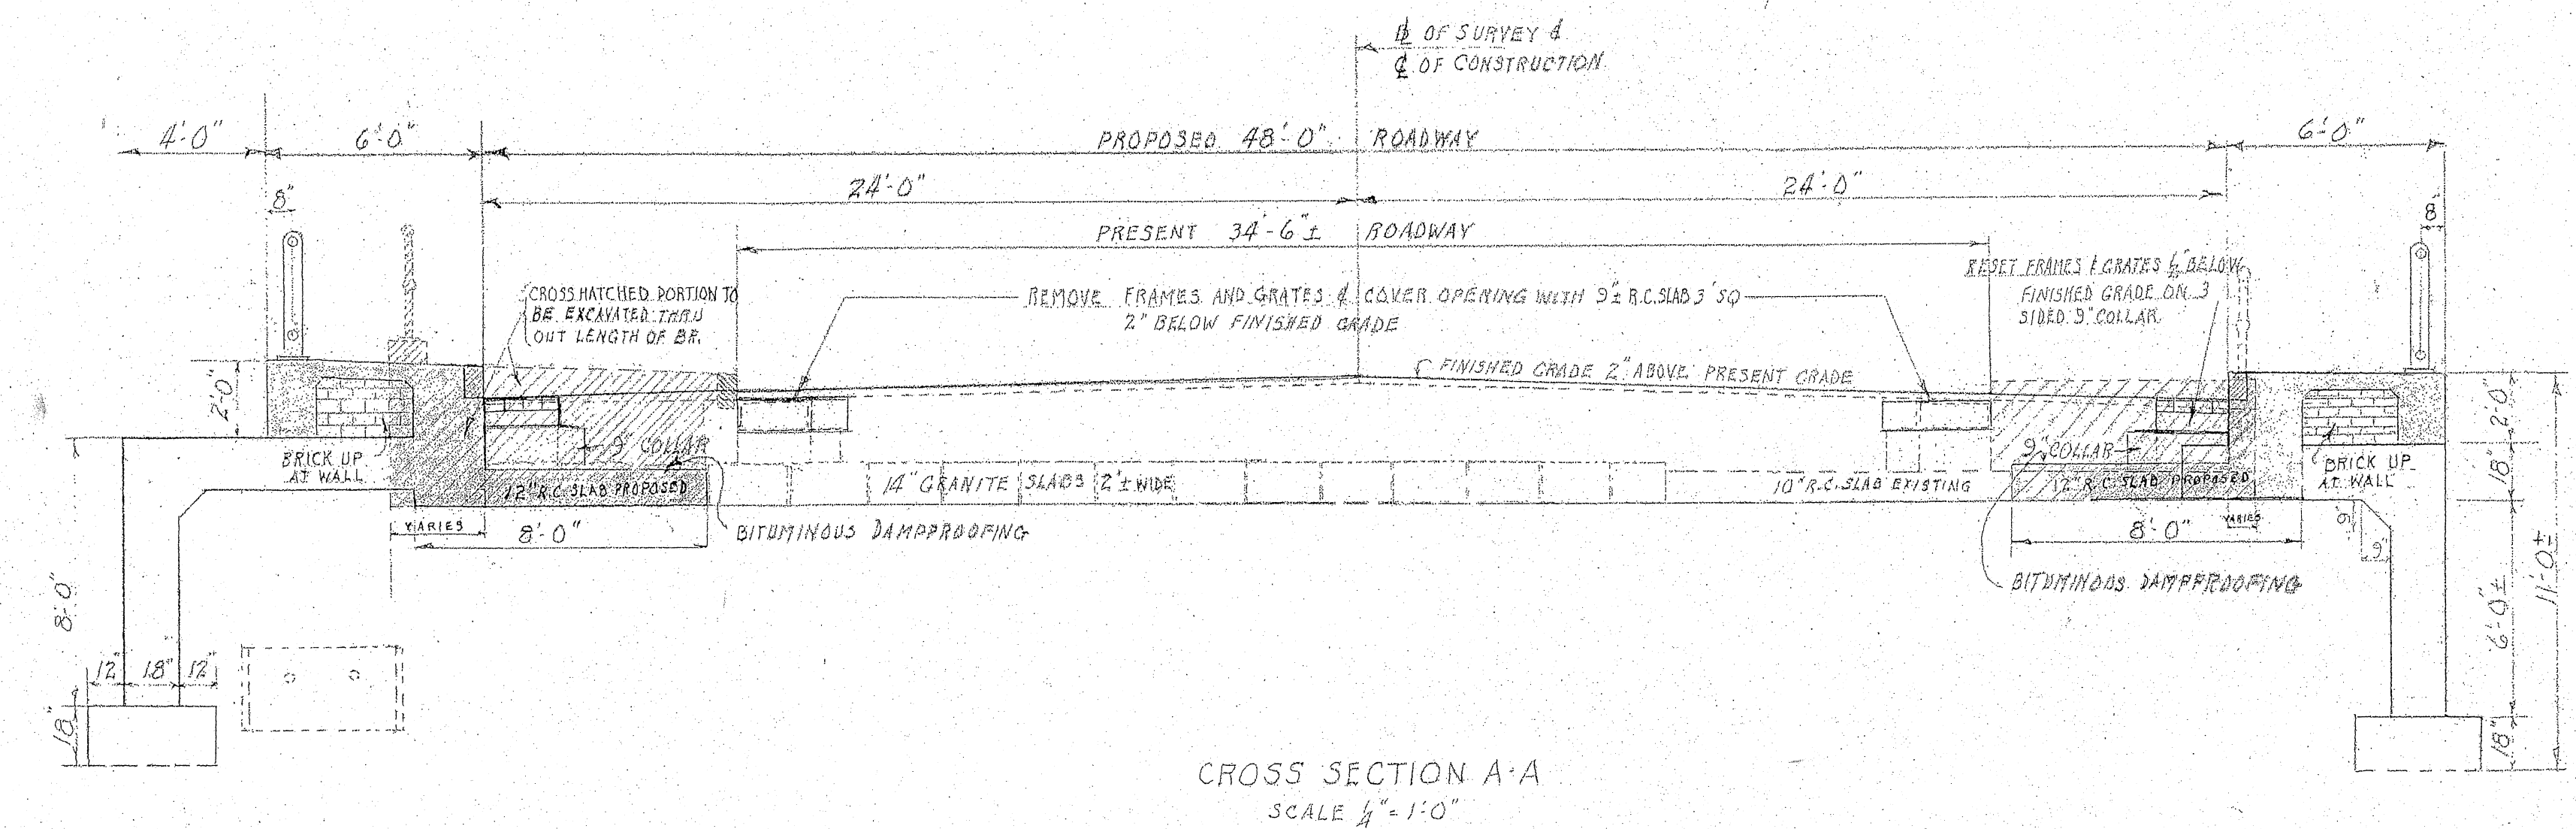 ℄ OF SURVEY &
℄ OF CONSTRUCTION
4'-0"
6'-0"
PROPOSED 48'-0" ROADWAY
6'-0"
24'-0"
24'-0"
8"
8"
PRESENT 34'-6"± ROADWAY
CROSS HATCHED PORTION TO
BE EXCAVATED THRU
OUT LENGTH OF BR.
REMOVE FRAMES AND GRATES & COVER OPENING WITH 9"± R.C. SLAB 3' SQ
2" BELOW FINISHED GRADE
RESET FRAMES & GRATES ½" BELOW
FINISHED GRADE ON 3
SIDED 9" COLLAR
FINISHED GRADE 2" ABOVE PRESENT GRADE
2'-0"
2'-0"
9" COLLAR
9" COLLAR
BRICK UP
AT WALL
BRICK UP
AT WALL
12" R.C. SLAB PROPOSED
14" GRANITE SLABS 2'± WIDE
10" R.C. SLAB EXISTING
12" R.C. SLAB PROPOSED
18"
VARIES
8'-0"
BITUMINOUS DAMPPROOFING
8'-0"
VARIES
9"
9"
BITUMINOUS DAMPPROOFING
8'-0"
6'-0"±
11'-0"±
12"
18"
12"
18"
18"
CROSS SECTION A-A
SCALE ¼" = 1'-0"